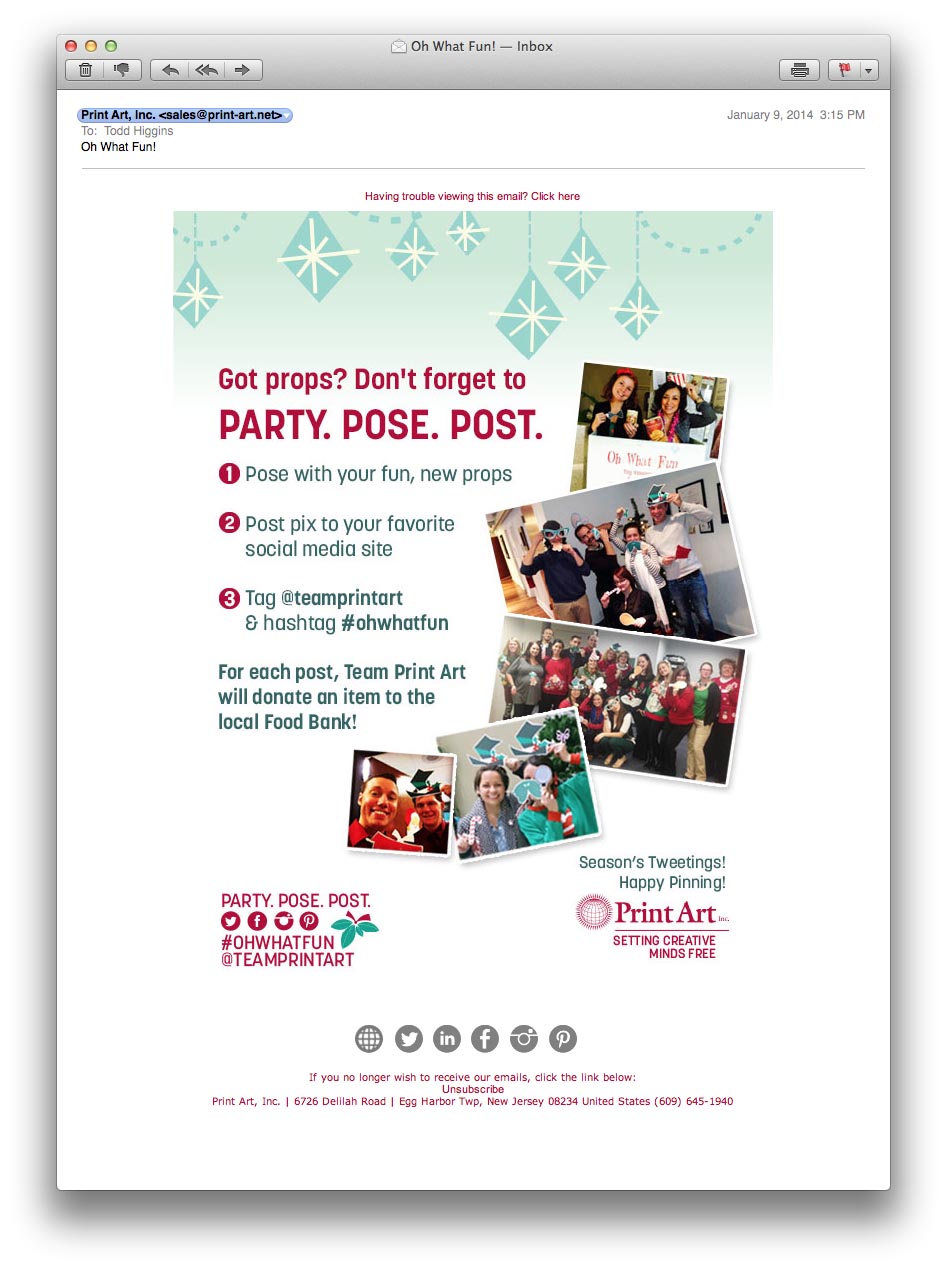 Oh What Fun! — Inbox
Print Art, Inc. <sales@print-art.net>
January 9, 2014 3:15 PM
To: Todd Higgins
Oh What Fun!
Having trouble viewing this email? Click here
Got props? Don't forget to
PARTY. POSE. POST.
1 Pose with your fun, new props
2 Post pix to your favorite
social media site
3 Tag @teamprintart
& hashtag #ohwhatfun
For each post, Team Print Art
will donate an item to the
local Food Bank!
Oh What Fun
Season's Tweetings!
Happy Pinning!
PARTY. POSE. POST.
#OHWHATFUN
@TEAMPRINTART
Print Art Inc.
SETTING CREATIVE
MINDS FREE
If you no longer wish to receive our emails, click the link below:
Unsubscribe
Print Art, Inc. | 6726 Delilah Road | Egg Harbor Twp, New Jersey 08234 United States (609) 645-1940